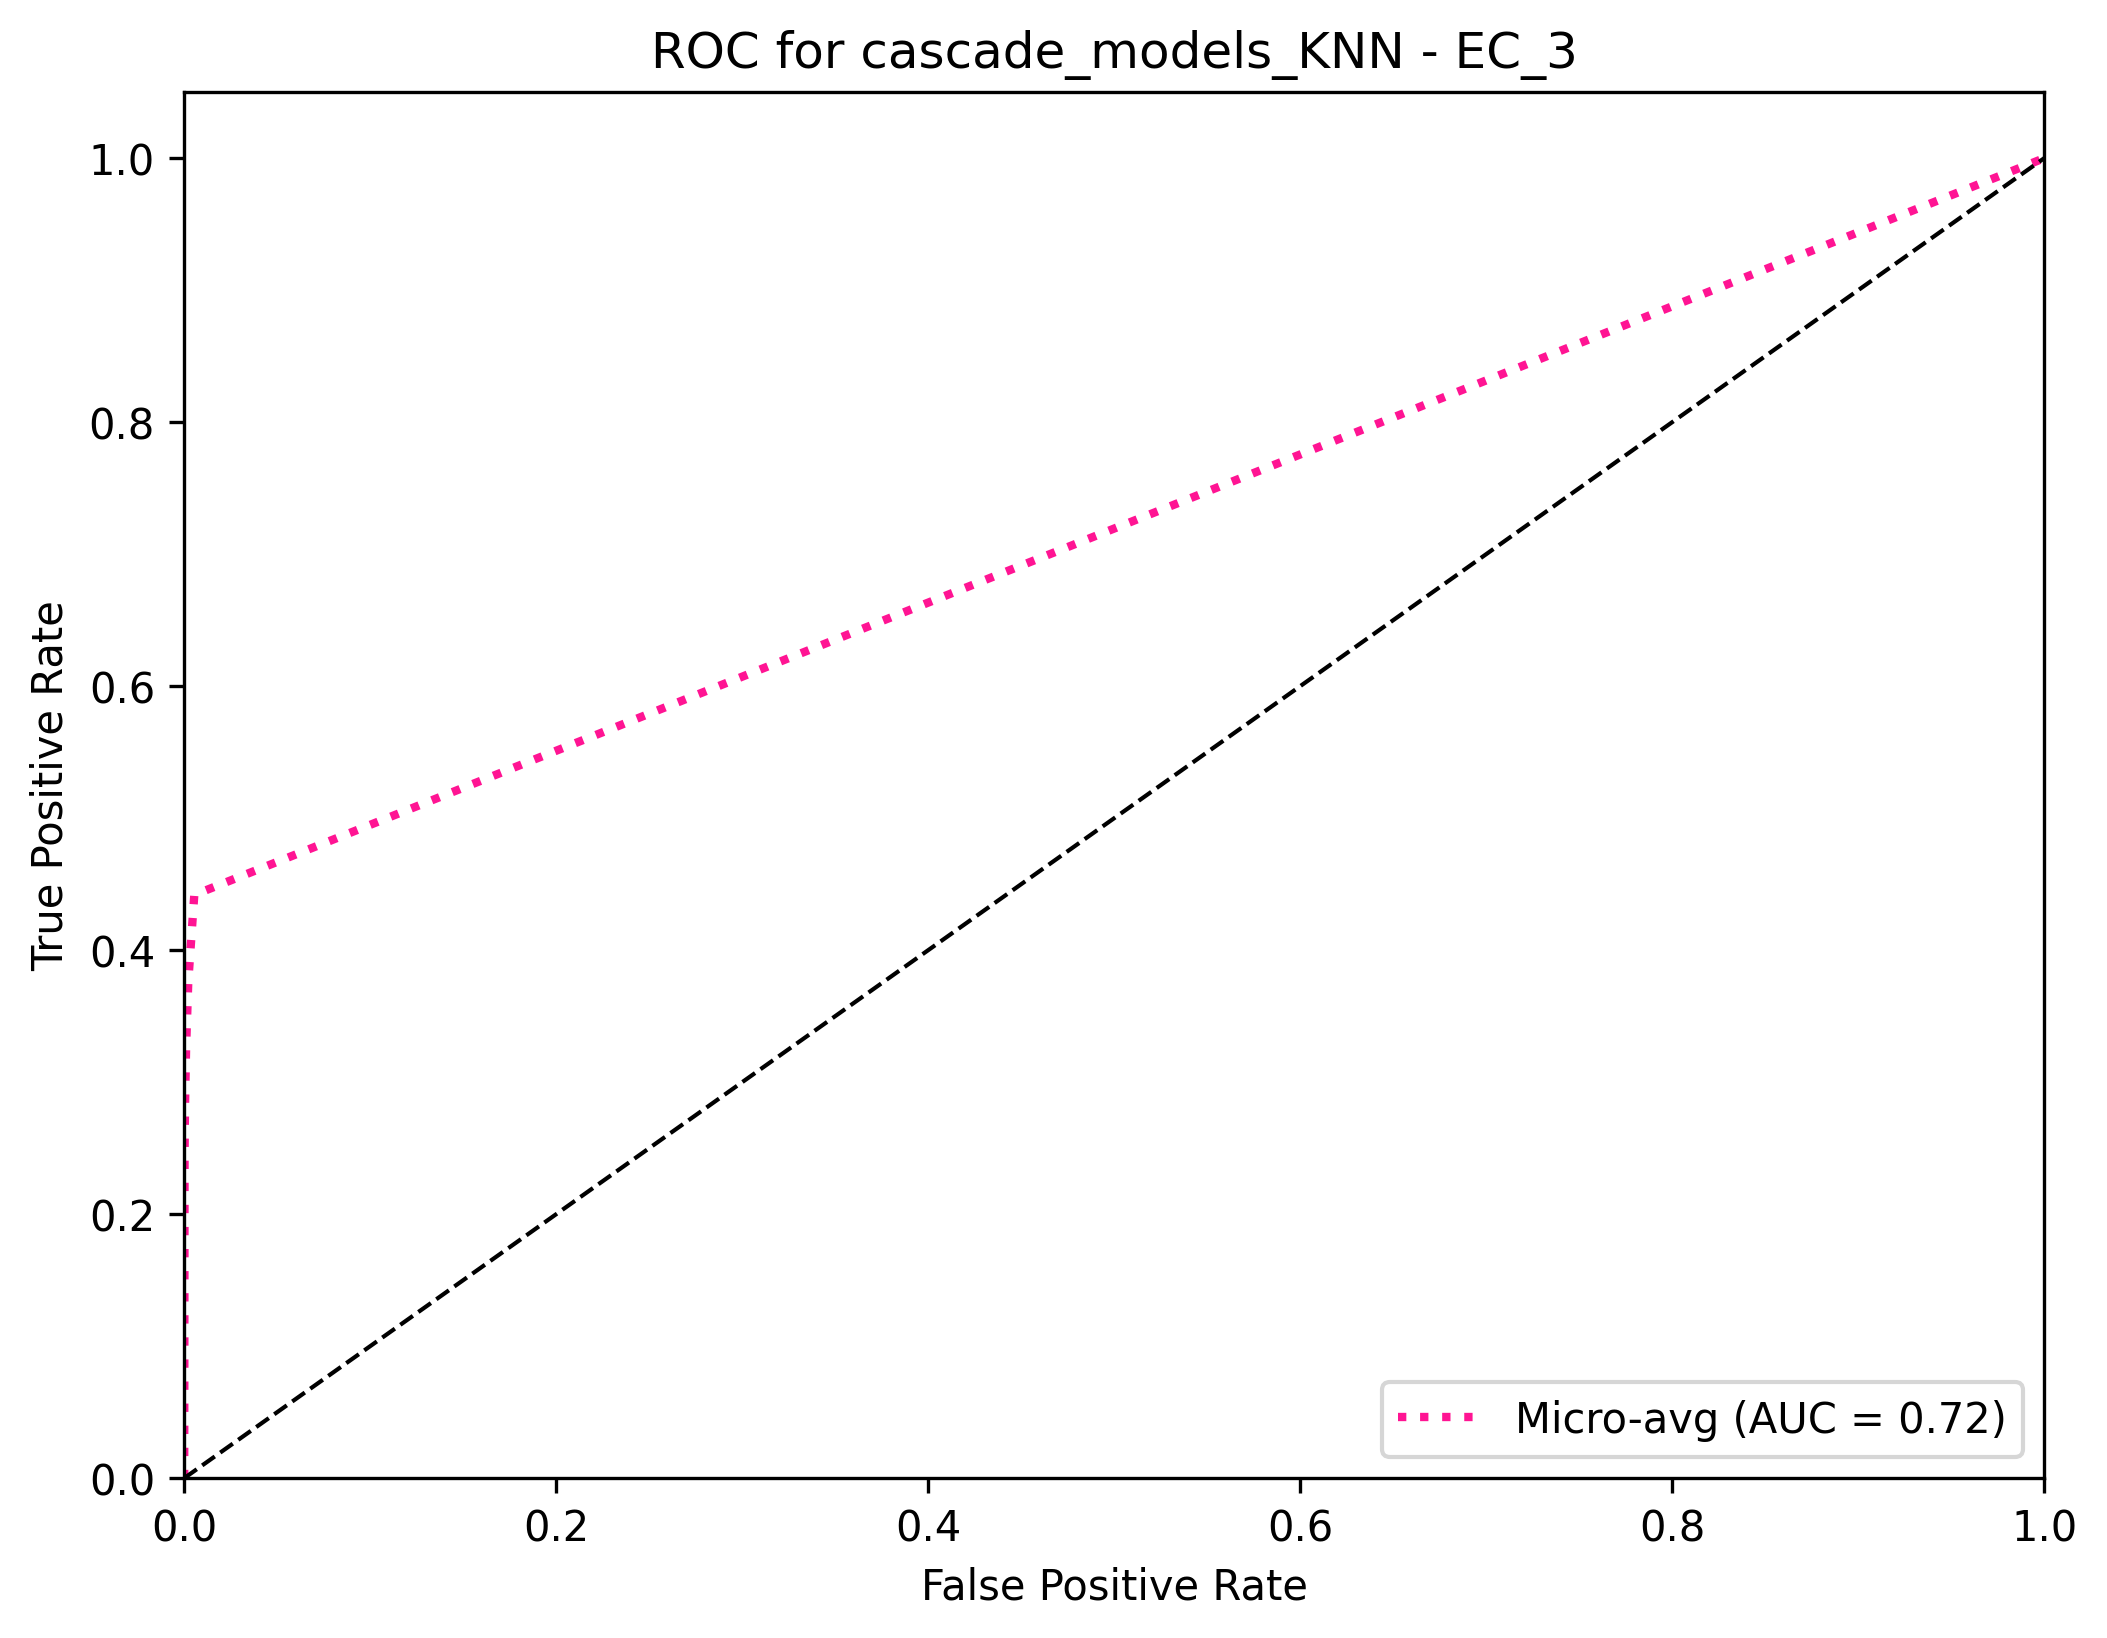 ROC for cascade_models_KNN - EC_3
True Positive Rate
1.0
0.8
0.6
0.4
0.2
0.0
0.0 0.2 0.4 0.6 0.8 1.0
False Positive Rate
Micro-avg (AUC = 0.72)